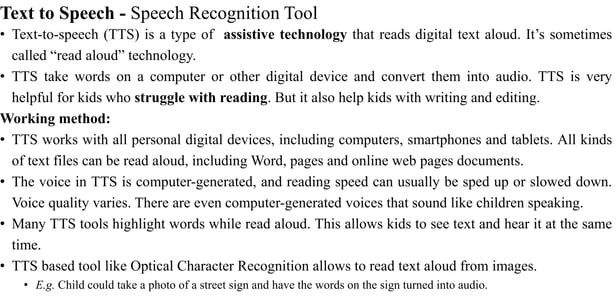 Text to Speech - Speech Recognition Tool
• Text-to-speech (TTS) is a type of assistive technology that reads digital text aloud. It's sometimes
called “read aloud” technology.
• TTS take words on a computer or other digital device and convert them into audio. TTS is very
helpful for kids who struggle with reading. But it also help kids with writing and editing.
Working method:
• TTS works with all personal digital devices, including computers, smartphones and tablets. All kinds
of text files can be read aloud, including Word, pages and online web pages documents.
• The voice in TTS is computer-generated, and reading speed can usually be sped up or slowed down.
Voice quality varies. There are even computer-generated voices that sound like children speaking.
• Many TTS tools highlight words while read aloud. This allows kids to see text and hear it at the same
time.
• TTS based tool like Optical Character Recognition allows to read text aloud from images.
• E.g. Child could take a photo of a street sign and have the words on the sign turned into audio.